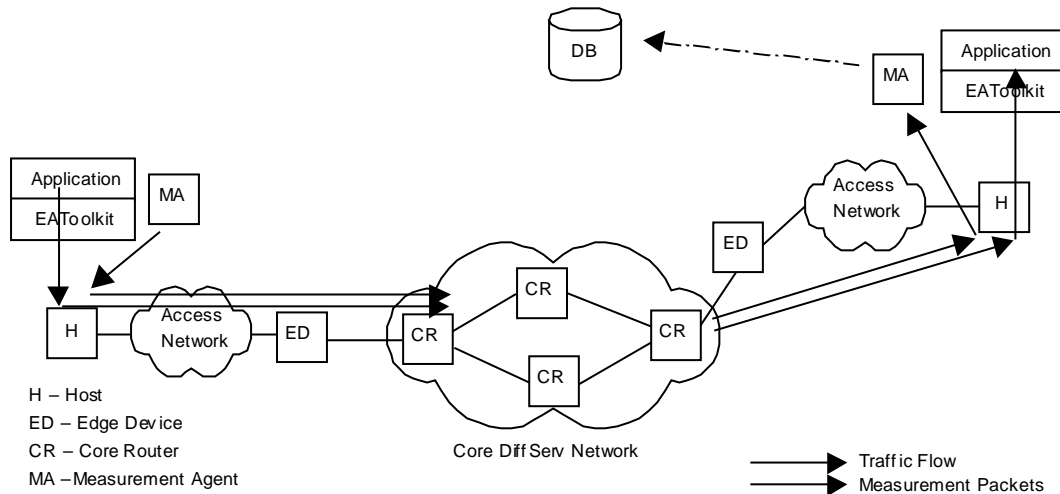 DB
MA
Application
EAToolkit
Application
EAToolkit
MA
Access
Network
H
ED
CR
Access
Network
H
ED
CR
CR
CR
H – Host
ED – Edge Device
CR – Core Router
MA –Measurement Agent
Core DiffServ Network
Traffic Flow
Measurement Packets